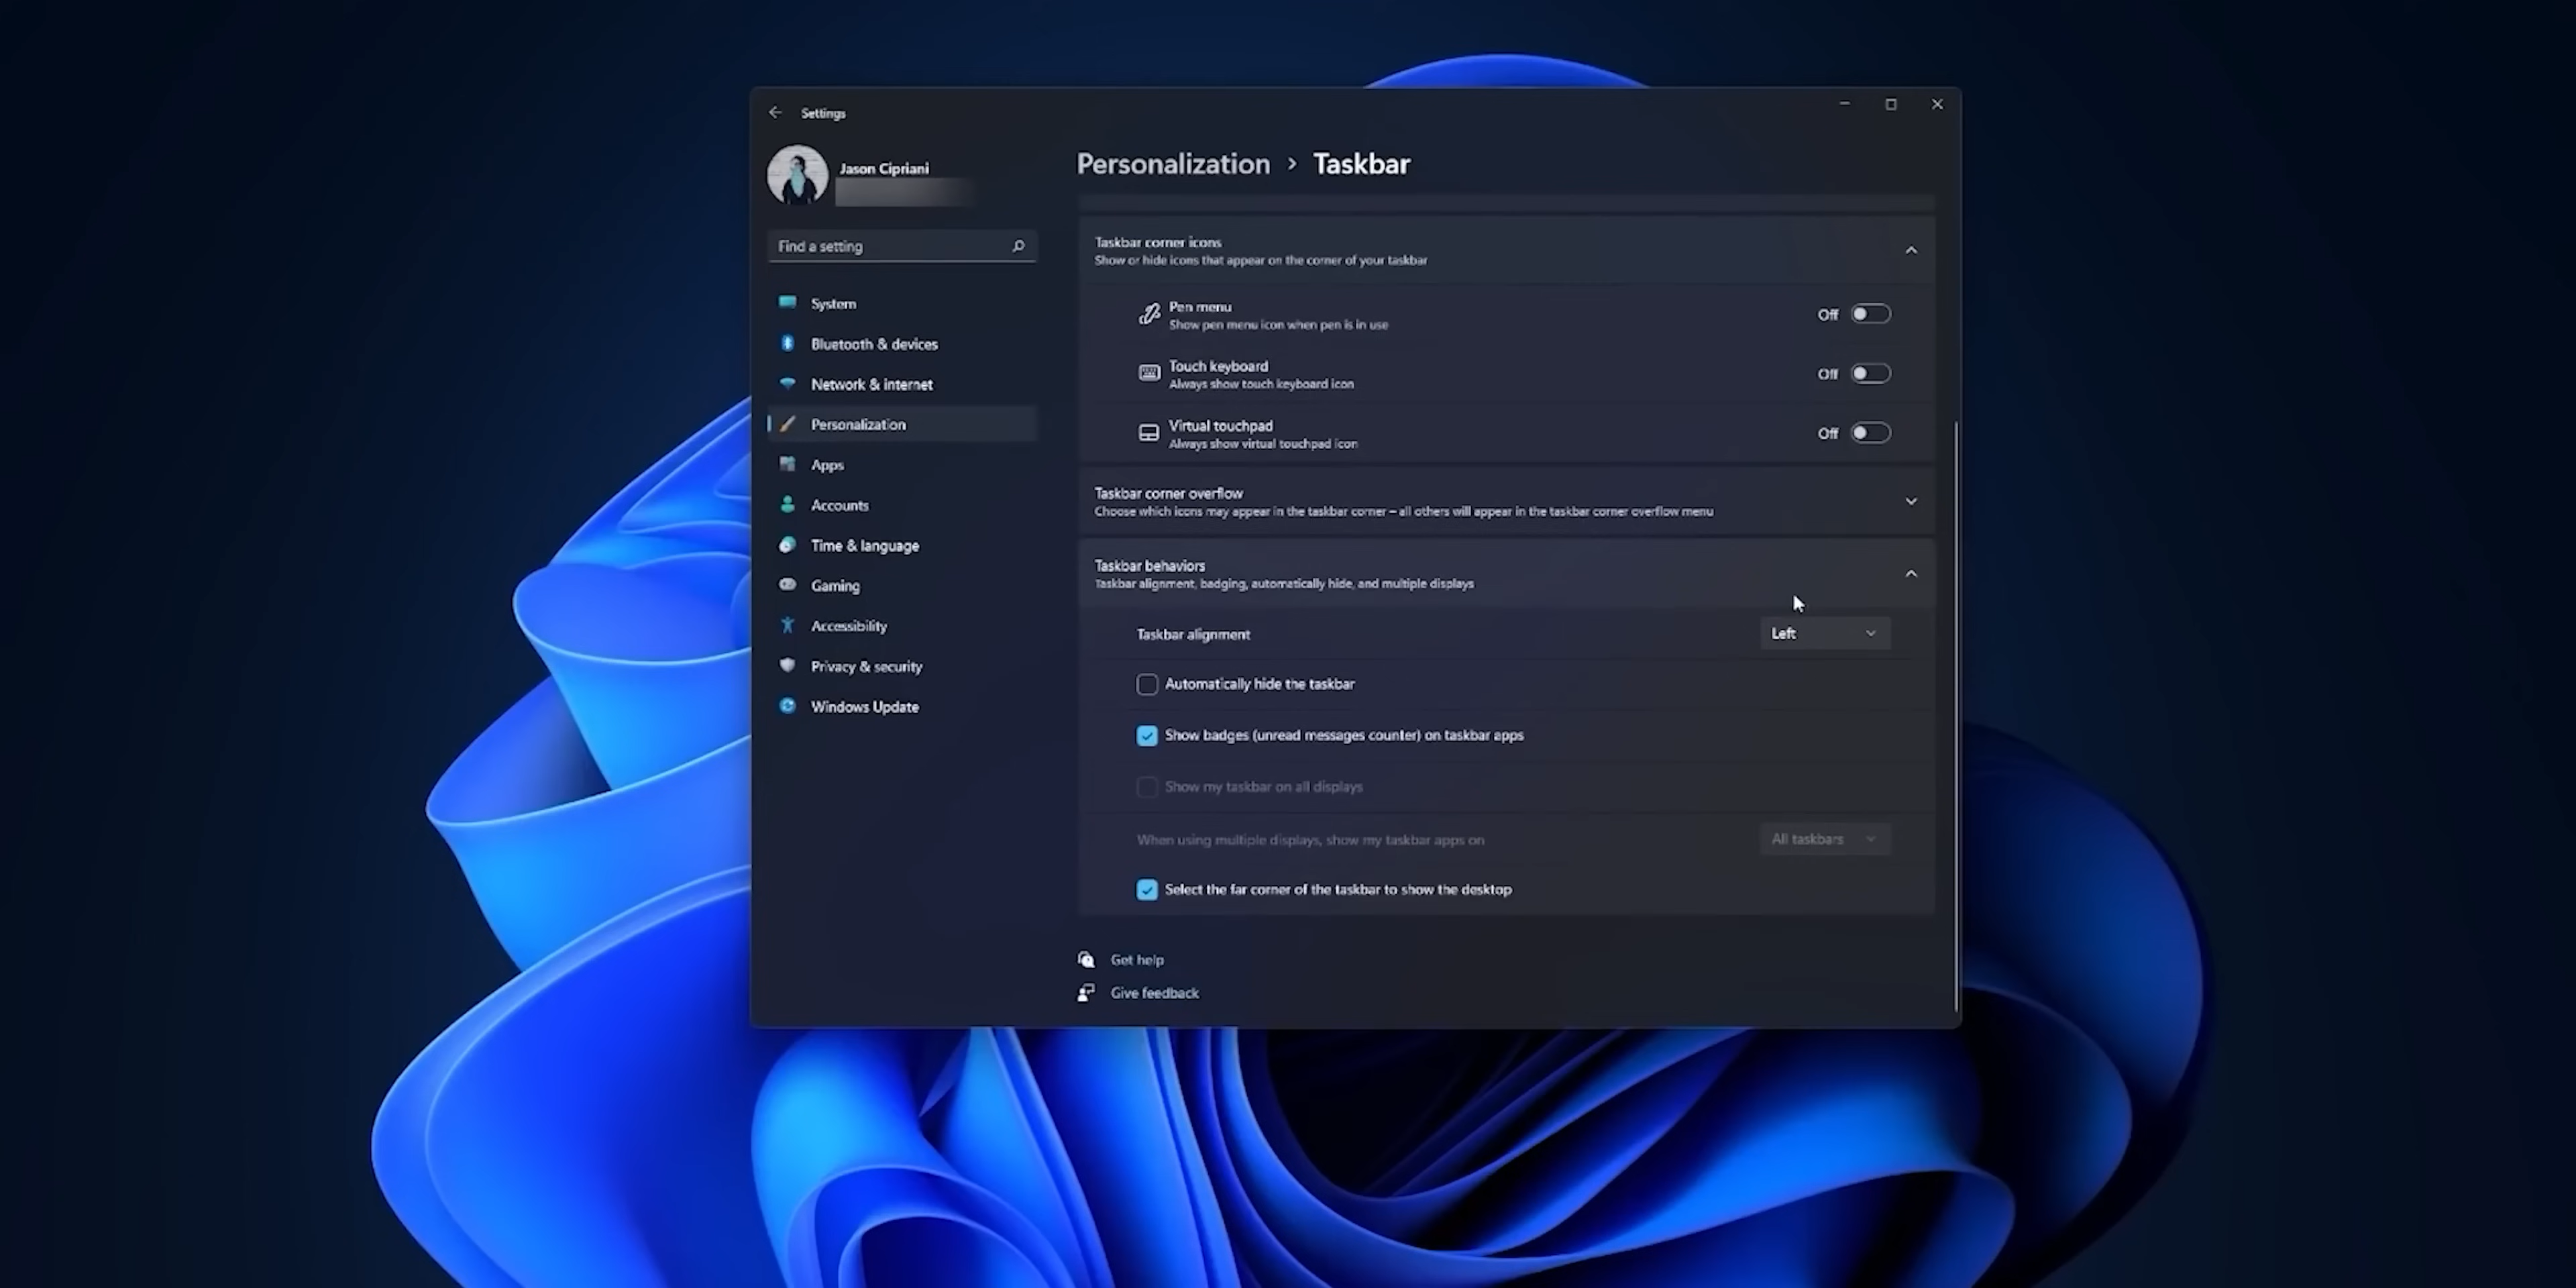 Settings
Jason Cipriani
Find a setting
System
Bluetooth & devices
Network & internet
Personalization
Apps
Accounts
Time & language
Gaming
Accessibility
Privacy & security
Windows Update
Personalization > Taskbar
Taskbar corner icons
Show or hide icons that appear on the corner of your taskbar
Pen menu
Show pen menu icon when pen is in use
Off
Touch keyboard
Always show touch keyboard icon
Off
Virtual touchpad
Always show virtual touchpad icon
Off
Taskbar corner overflow
Choose which icons may appear in the taskbar corner – all others will appear in the taskbar corner overflow menu
Taskbar behaviors
Taskbar alignment, badging, automatically hide, and multiple displays
Taskbar alignment
Left
Automatically hide the taskbar
Show badges (unread messages counter) on taskbar apps
Show my taskbar on all displays
When using multiple displays, show my taskbar apps on
All taskbars
Select the far corner of the taskbar to show the desktop
Get help
Give feedback